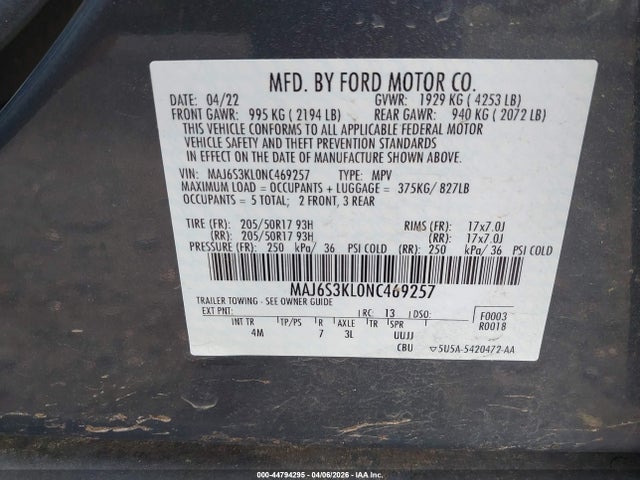 MFD. BY FORD MOTOR CO.
DATE: 04/22 GVWR: 1929 KG ( 4253 LB)
FRONT GAWR: 995 KG ( 2194 LB) REAR GAWR: 940 KG ( 2072 LB)
THIS VEHICLE CONFORMS TO ALL APPLICABLE FEDERAL MOTOR
VEHICLE SAFETY AND THEFT PREVENTION STANDARDS
IN EFFECT ON THE DATE OF MANUFACTURE SHOWN ABOVE.
VIN: MAJ6S3KL0NC469257 TYPE: MPV
MAXIMUM LOAD = OCCUPANTS + LUGGAGE = 375KG/ 827LB
OCCUPANTS = 5 TOTAL; 2 FRONT, 3 REAR
TIRE (FR): 205/50R17 93H RIMS (FR): 17x7.0J
(RR): 205/50R17 93H (RR): 17x7.0J
PRESSURE (FR): 250 kPa/ 36 PSI COLD (RR): 250 kPa/ 36 PSI COLD
MAJ6S3KL0NC469257
TRAILER TOWING - SEE OWNER GUIDE
EXT PNT: RC: 13 DSO: F0003
R0018
INT TR TP/PS R AXLE TR SPR
4M 7 3L UUJJ
CBU 5U5A-5420472-AA
000-44794295 - 04/06/2026 - IAA Inc.